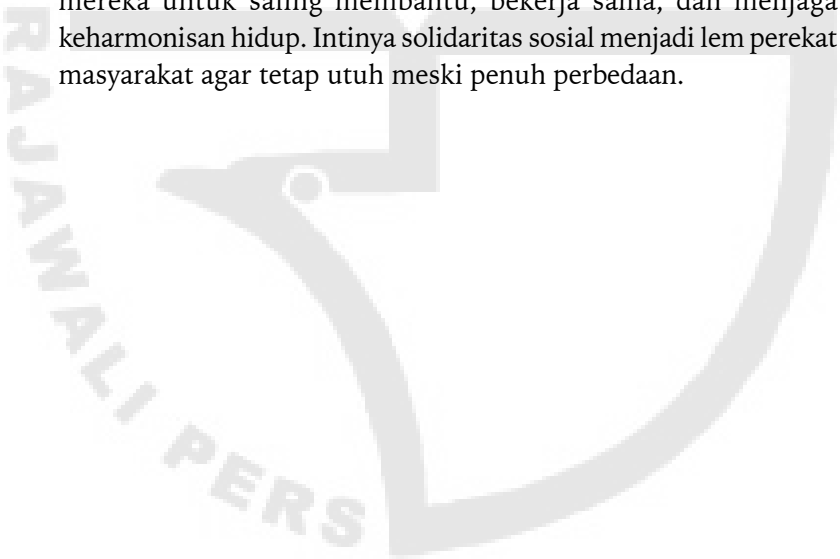 mereka untuk saling membantu, bekerja sama, dan menjaga
keharmonisan hidup. Intinya solidaritas sosial menjadi lem perekat
masyarakat agar tetap utuh meski penuh perbedaan.
RAJAWALI PERS